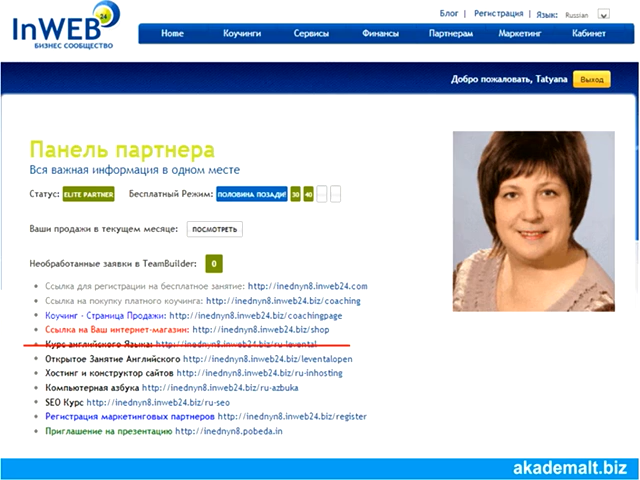 InWEB 24
БИЗНЕС СООБЩЕСТВО
Блог | Регистрация | Язык: Russian
Home Коучинги Сервисы Финансы Партнерам Маркетинг Кабинет
Добро пожаловать, Tatyana Выход
Панель партнера
Вся важная информация в одном месте
Статус: ELITE PARTNER Бесплатный Режим: ПОЛОВИНА ПОЗАДИ! 30 40
Ваши продажи в текущем месяце: ПОСМОТРЕТЬ
Необработанные заявки в TeamBuilder: 0
Ссылка для регистрации на бесплатное занятие: http://inednyn8.inweb24.com
Ссылка на покупку платного коучинга: http://inednyn8.inweb24.biz/coaching
Коучинг - Страница Продажи: http://inednyn8.inweb24.biz/coachingpage
Ссылка на Ваш интернет-магазин: http://inednyn8.inweb24.biz/shop
Курс английского Языка: http://inednyn8.inweb24.biz/ru-levental
Открытое Занятие Английского http://inednyn8.inweb24.biz/leventalopen
Хостинг и конструктор сайтов http://inednyn8.inweb24.biz/ru-inhosting
Компьютерная азбука http://inednyn8.inweb24.biz/ru-azbuka
SEO Курс http://inednyn8.inweb24.biz/ru-seo
Регистрация маркетинговых партнеров http://inednyn8.inweb24.biz/register
Приглашение на презентацию http://inednyn8.pobeda.in
akademalt.biz